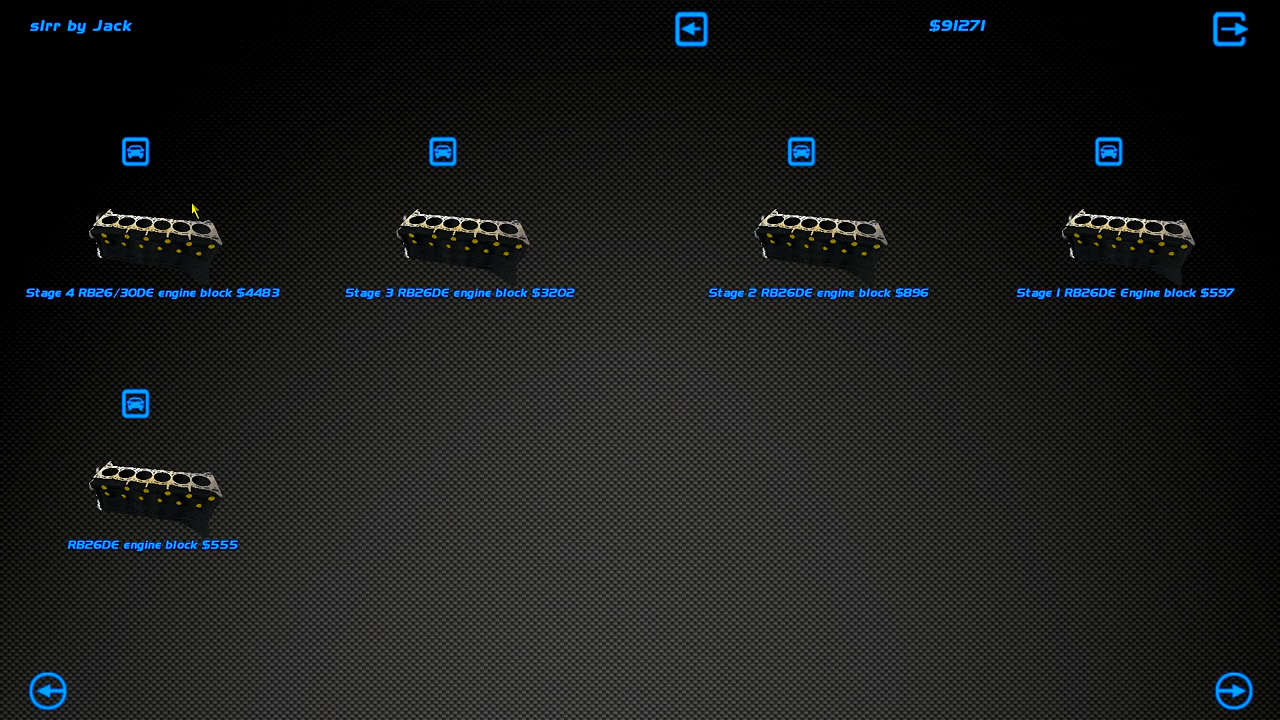 slrr by Jack
$91271
Stage 4 RB26/30DE engine block $4483
Stage 3 RB26DE engine block $3202
Stage 2 RB26DE engine block $896
Stage 1 RB26DE Engine block $597
RB26DE engine block $555